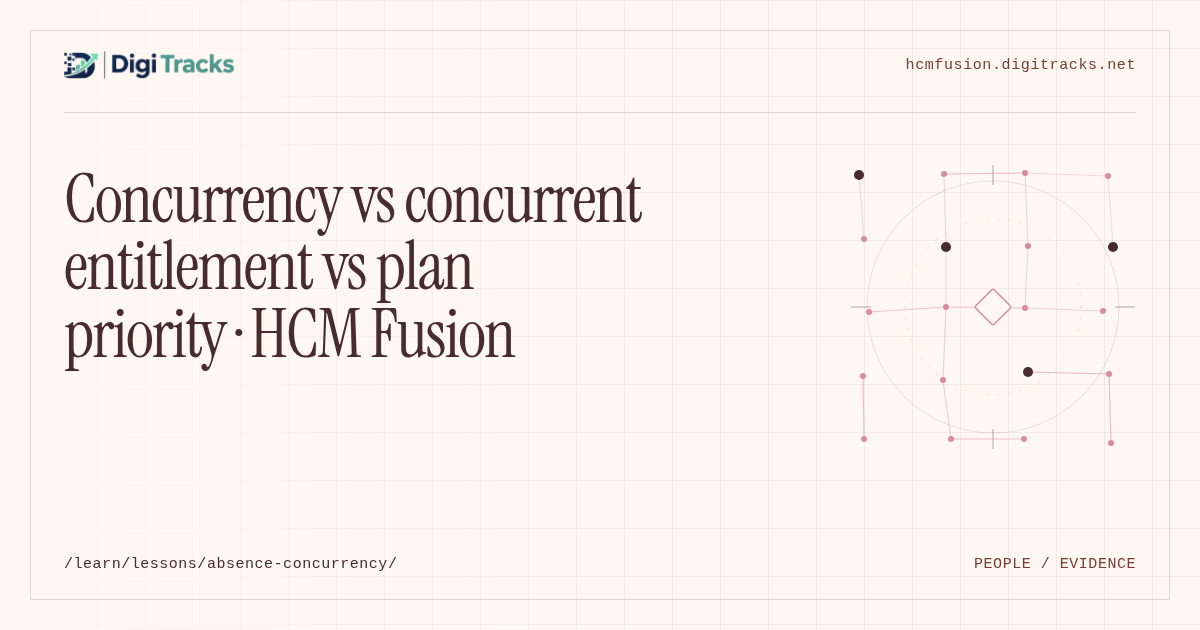 Digi Tracks
hcmfusion.digitracks.net
Concurrency vs concurrent
entitlement vs plan
priority · HCM Fusion
/learn/lessons/absence-concurrency/
PEOPLE / EVIDENCE